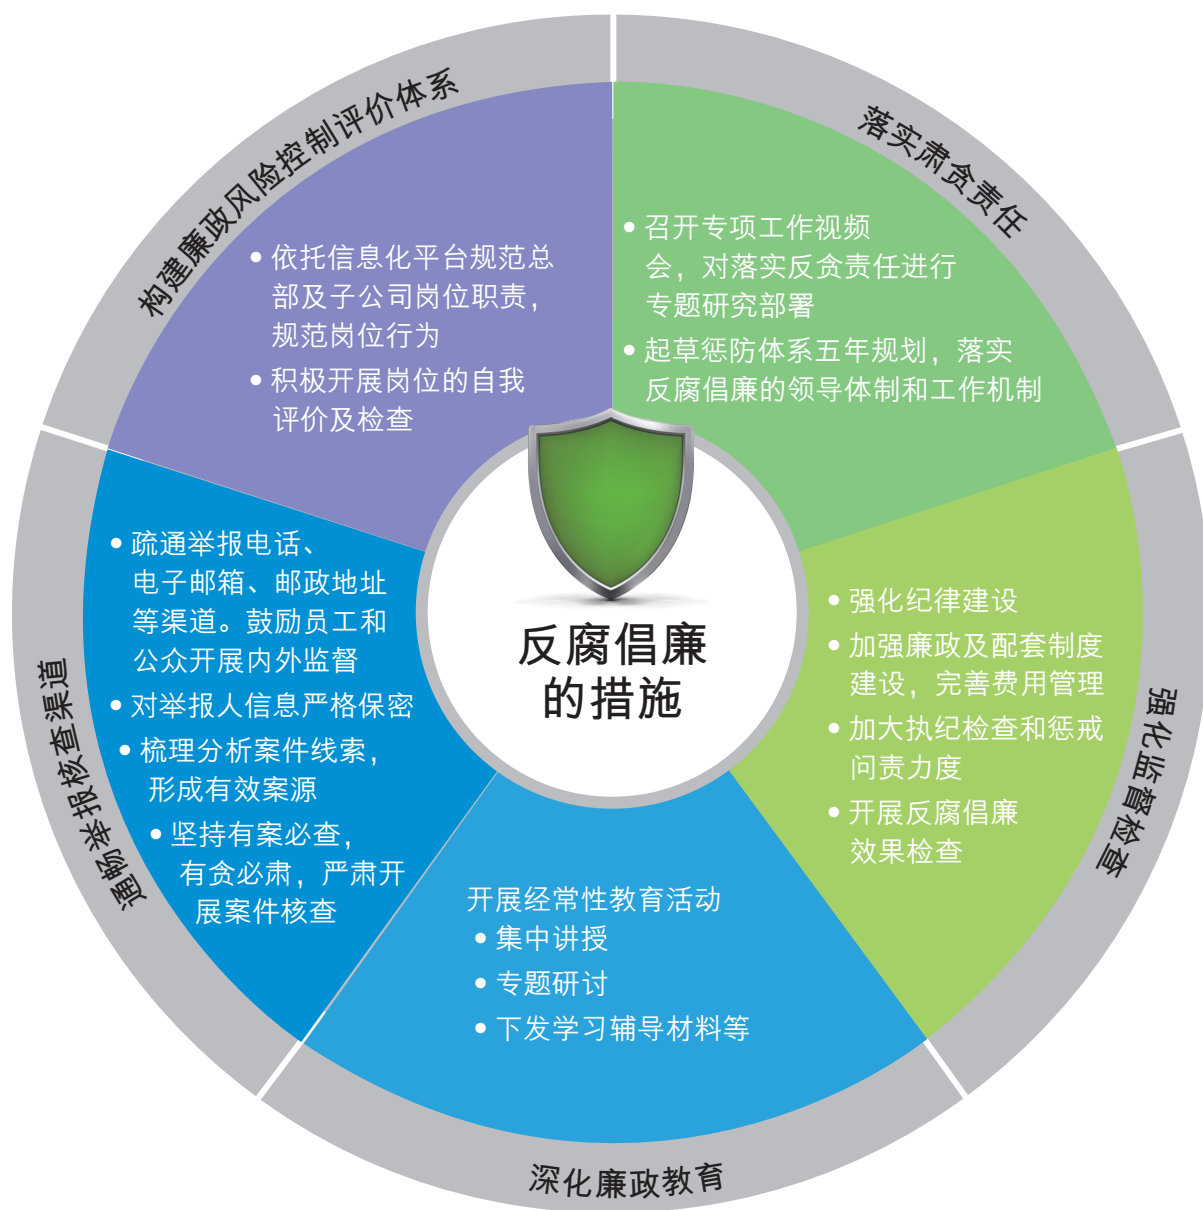 反腐倡廉
的措施
落实肃贪责任
• 召开专项工作视频
会，对落实反贪责任进行
专题研究部署
• 起草惩防体系五年规划，落实
反腐倡廉的领导体制和工作机制
强化监督检查
• 强化纪律建设
• 加强廉政及配套制度
建设，完善费用管理
• 加大执纪检查和惩戒
问责力度
• 开展反腐倡廉
效果检查
深化廉政教育
开展经常性教育活动
• 集中讲授
• 专题研讨
• 下发学习辅导材料等
通畅举报核查渠道
• 疏通举报电话、
电子邮箱、邮政地址
等渠道。鼓励员工和
公众开展内外监督
• 对举报人信息严格保密
• 梳理分析案件线索，
形成有效案源
• 坚持有案必查，
有贪必肃，严肃开
展案件核查
构建廉政风险控制评价体系
• 依托信息化平台规范总
部及子公司岗位职责，
规范岗位行为
• 积极开展岗位的自我
评价及检查